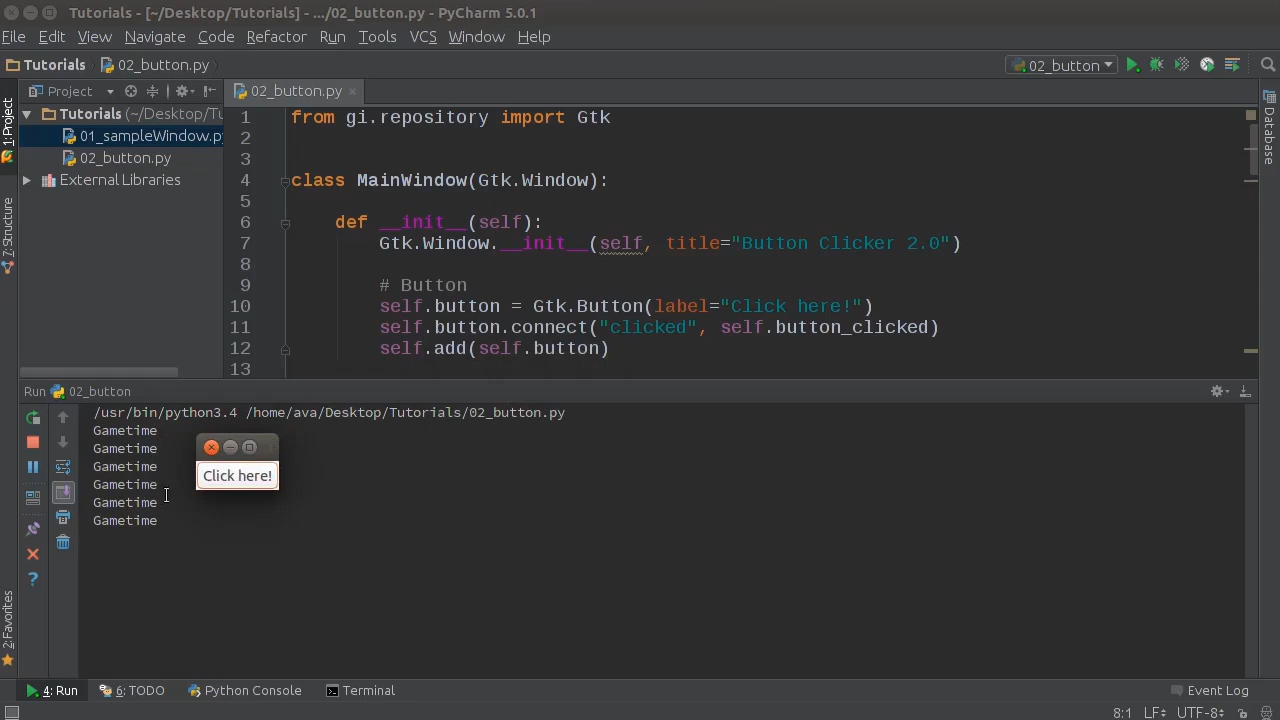 Tutorials - [~/Desktop/Tutorials] - .../02_button.py - PyCharm 5.0.1
File Edit View Navigate Code Refactor Run Tools VCS Window Help
Tutorials 02_button.py 02_button
Project 02_button.py
1: Project
Z: Structure
2: Favorites
Database
Tutorials (~/Desktop/Tu
01_sampleWindow.py
02_button.py
External Libraries
1 from gi.repository import Gtk
2
3
4 class MainWindow(Gtk.Window):
5
6 def __init__(self):
7 Gtk.Window.__init__(self, title="Button Clicker 2.0")
8
9 # Button
10 self.button = Gtk.Button(label="Click here!")
11 self.button.connect("clicked", self.button_clicked)
12 self.add(self.button)
13
Run 02_button
/usr/bin/python3.4 /home/ava/Desktop/Tutorials/02_button.py
Gametime
Gametime
Gametime
Gametime
Gametime
Gametime
Click here!
4: Run 6: TODO Python Console Terminal Event Log
8:1 LF UTF-8